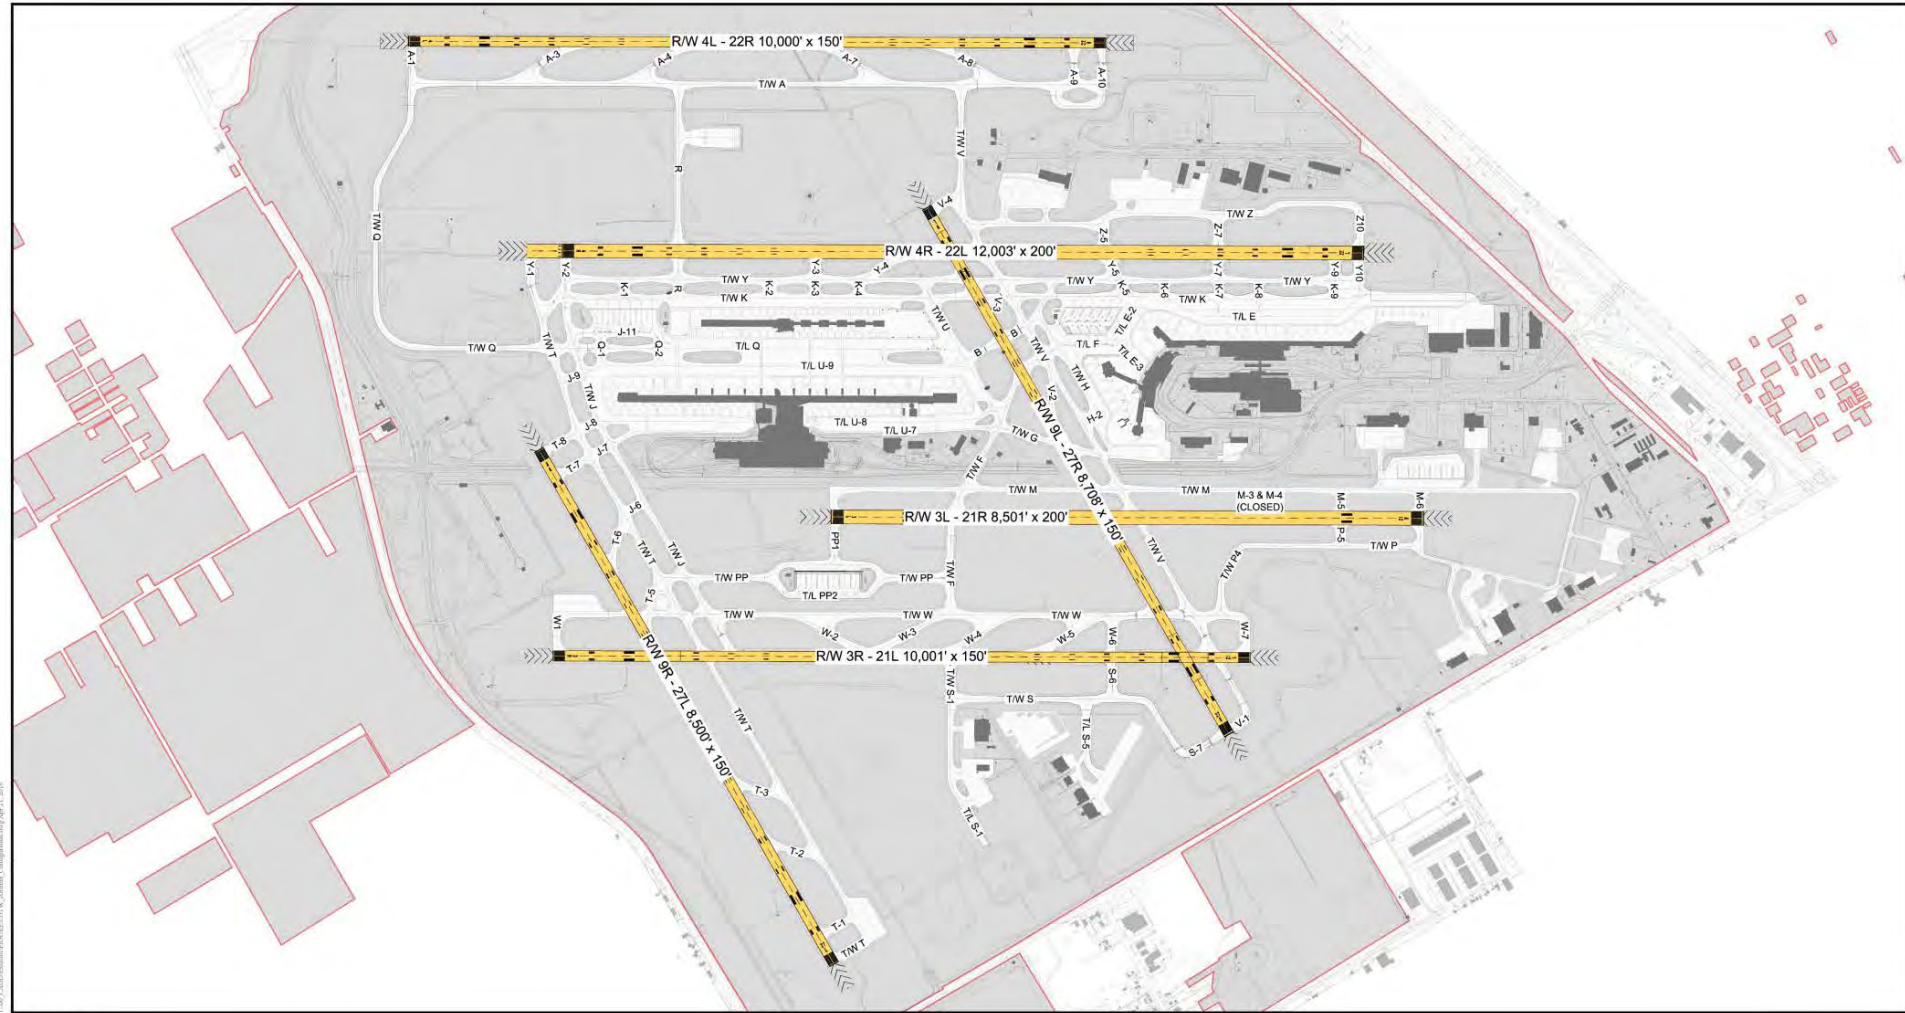 R/W 4L - 22R 10,000' x 150'
A-1
A-3
A-4
A-7
A-8
A-9
A-10
T/W A
T/W V
R
V-4
T/W Q
T/W Z
Z-5
Z-7
Z10
R/W 4R - 22L 12,003' x 200'
Y-1
Y-2
Y-3
Y-4
Y-5
Y-7
Y-9
Y10
T/W Y
T/W Y
T/W Y
K-1
R
K-2
K-3
K-4
K-5
K-6
K-7
K-8
K-9
T/W K
T/W K
V-3
T/W U
T/L E-2
T/L E
J-11
B
B
T/W V
T/L F
T/L E-3
T/W Q
T/W T
Q-1
Q-2
T/L Q
T/L U-9
J-9
T/W J
T/W H
V-2
H-2
R/W 9L - 27R 8,708' x 150'
J-8
T/L U-8
T/L U-7
T/W G
T-8
T-7
J-7
T/W F
T/W M
T/W M
M-3 & M-4
(CLOSED)
M-5
M-6
J-6
R/W 3L - 21R 8,501' x 200'
T-6
PP1
P-5
T/W P
T/W T
T/W J
T/W V
T/W P4
T/W PP
T/W PP
T/W F
T/L PP2
T-5
W1
T/W W
T/W W
T/W W
W-2
W-3
W-4
W-5
W-6
W-7
R/W 3R - 21L 10,001' x 150'
R/W 9R - 27L 8,500' x 150'
T/W S-1
S-6
T/W S
T/W T
V-1
T/L S-5
S-7
T-3
T/L S-1
T-2
T-1
T/W T